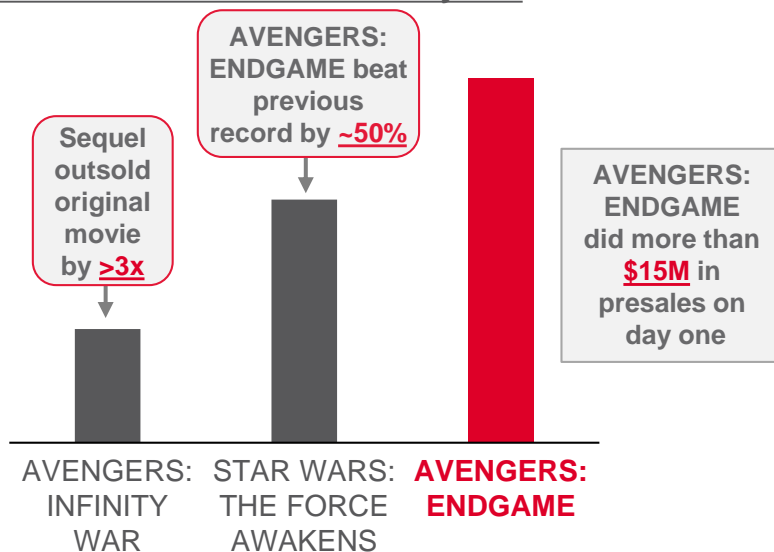 AVENGERS:
ENDGAME beat
previous
record by ~50%
Sequel
outsold
original
movie
by >3x
AVENGERS:
ENDGAME
did more than
$15M in
presales on
day one
AVENGERS:
INFINITY
WAR
STAR WARS:
THE FORCE
AWAKENS
AVENGERS:
ENDGAME